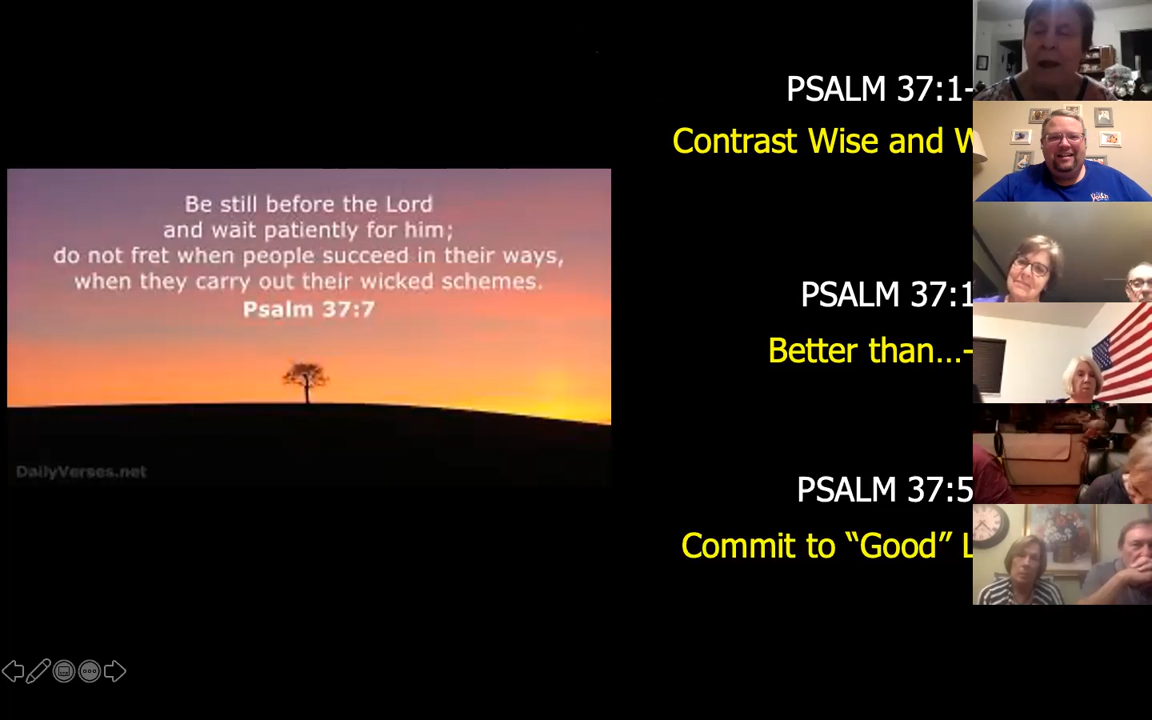 Be still before the Lord
and wait patiently for him;
do not fret when people succeed in their ways,
when they carry out their wicked schemes.
Psalm 37:7
DailyVerses.net
PSALM 37:1-
Contrast Wise and W
PSALM 37:1
Better than...-
PSALM 37:5
Commit to “Good” L